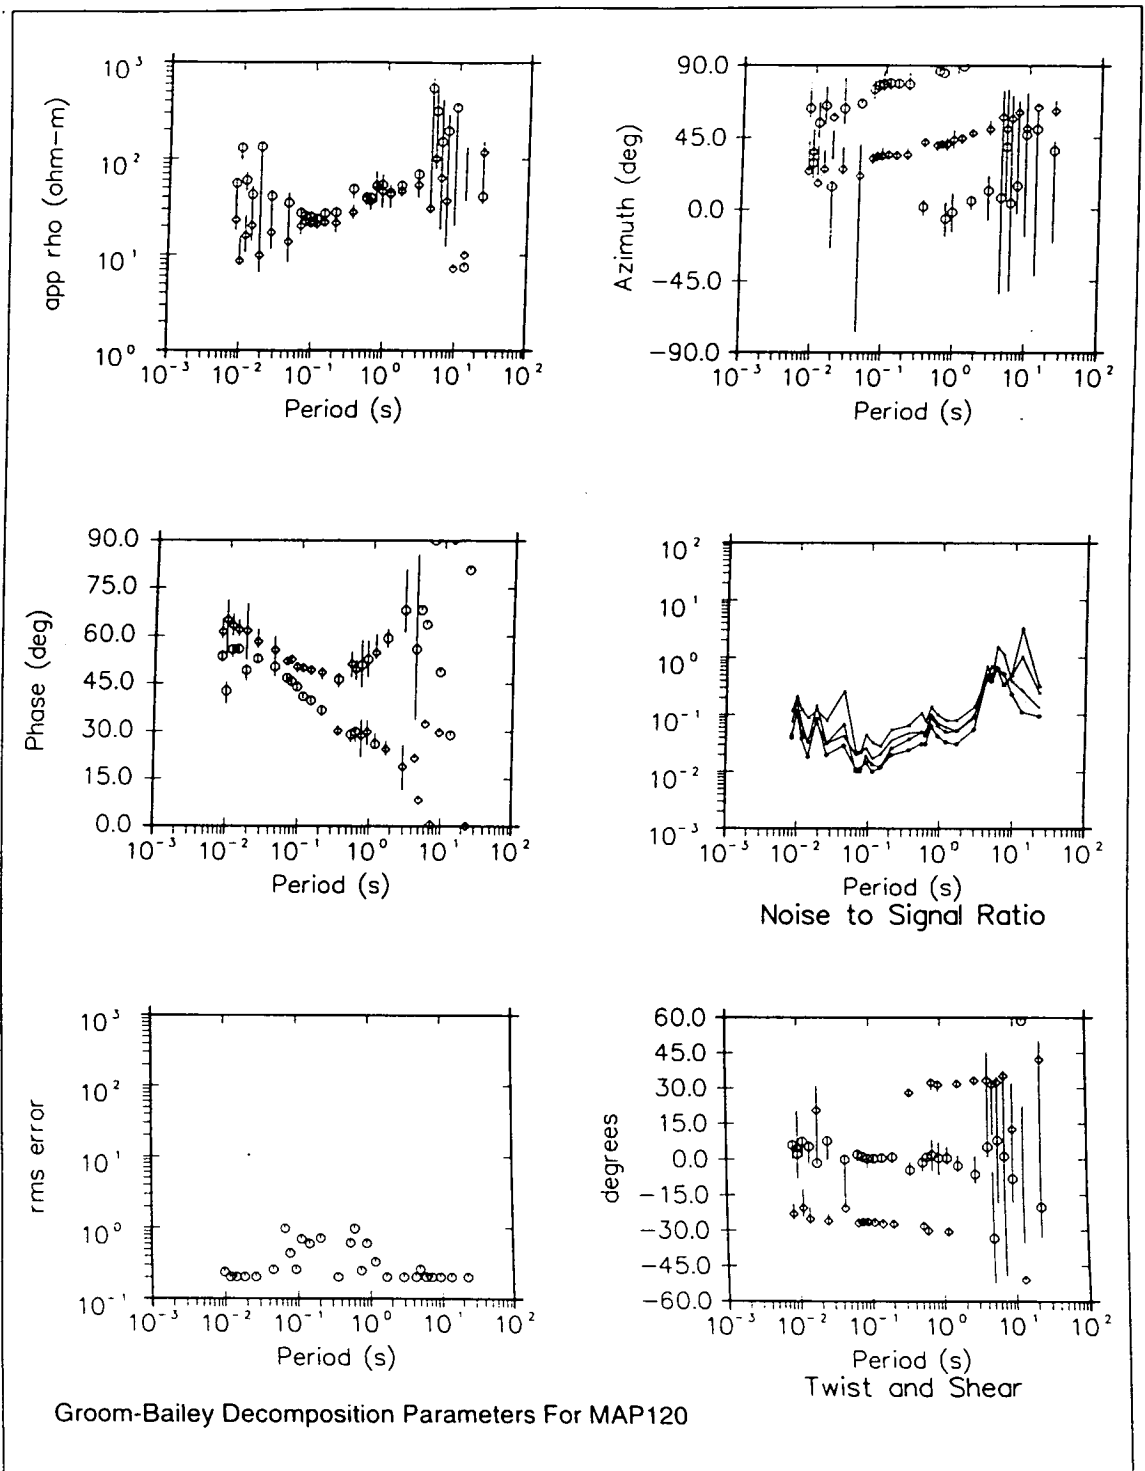 10³
10²
10¹
10⁰
app rho (ohm-m)
10⁻³ 10⁻² 10⁻¹ 10⁰ 10¹ 10²
Period (s)
90.0
45.0
0.0
-45.0
-90.0
Azimuth (deg)
10⁻³ 10⁻² 10⁻¹ 10⁰ 10¹ 10²
Period (s)
90.0
75.0
60.0
45.0
30.0
15.0
0.0
Phase (deg)
10⁻³ 10⁻² 10⁻¹ 10⁰ 10¹ 10²
Period (s)
10²
10¹
10⁰
10⁻¹
10⁻²
10⁻³
10⁻³ 10⁻² 10⁻¹ 10⁰ 10¹ 10²
Period (s)
Noise to Signal Ratio
10³
10²
10¹
10⁰
10⁻¹
rms error
10⁻³ 10⁻² 10⁻¹ 10⁰ 10¹ 10²
Period (s)
60.0
45.0
30.0
15.0
0.0
-15.0
-30.0
-45.0
-60.0
degrees
10⁻³ 10⁻² 10⁻¹ 10⁰ 10¹ 10²
Period (s)
Twist and Shear
Groom-Bailey Decomposition Parameters For MAP120